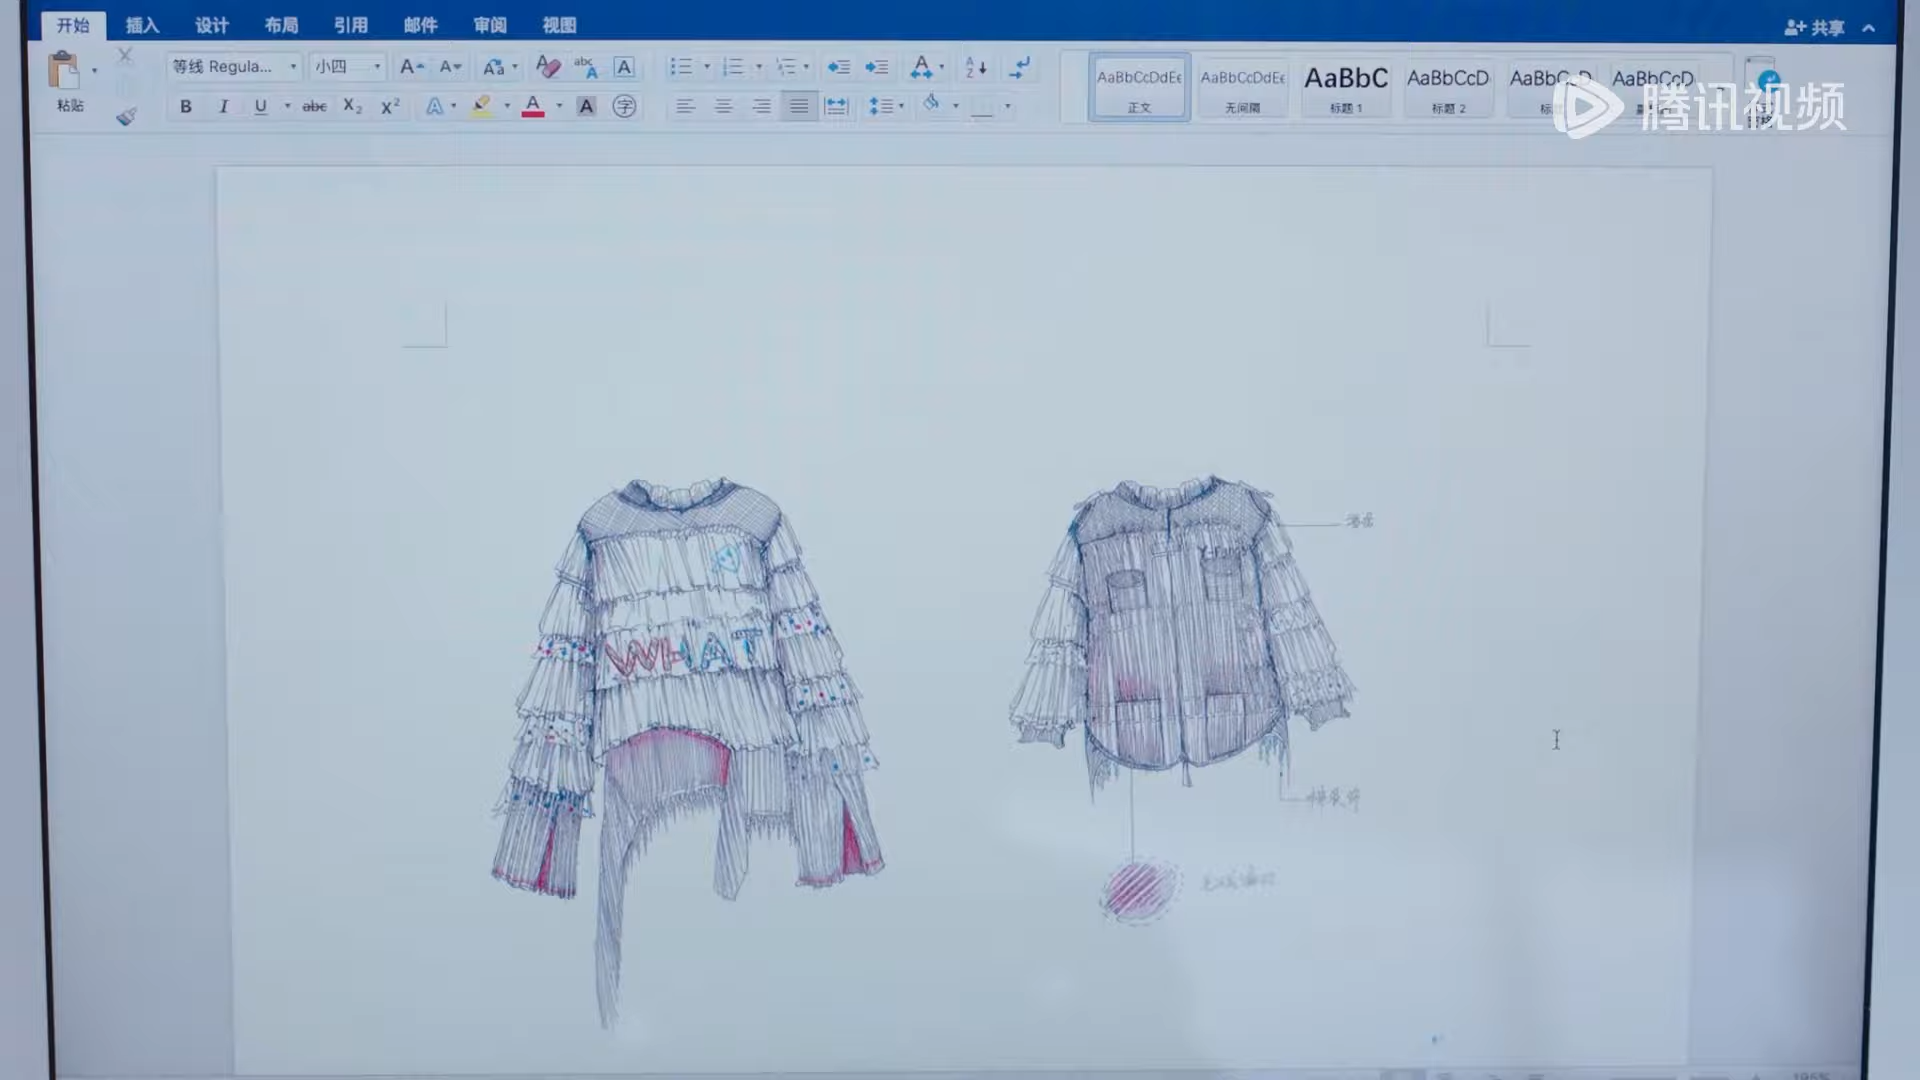 开始 插入 设计 布局 引用 邮件 审阅 视图 共享
粘贴
等线 Regula... 小四
AaBbCcDdEe AaBbCcDdEe AaBbC AaBbCcD AaBbCcD AaBbCcD
正文 无间隔 标题 1 标题 2
腾讯视频
WHAT